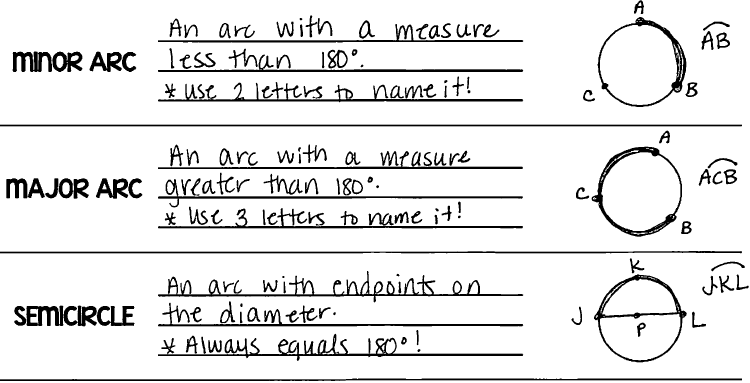 MINOR ARC
An arc with a measure
less than 180°.
* Use 2 letters to name it!
A
B
C
AB
MAJOR ARC
An arc with a measure
greater than 180°.
* Use 3 letters to name it!
A
C
B
ACB
SEMICIRCLE
An arc with endpoints on
the diameter.
* Always equals 180°!
K
J
P
L
JKL